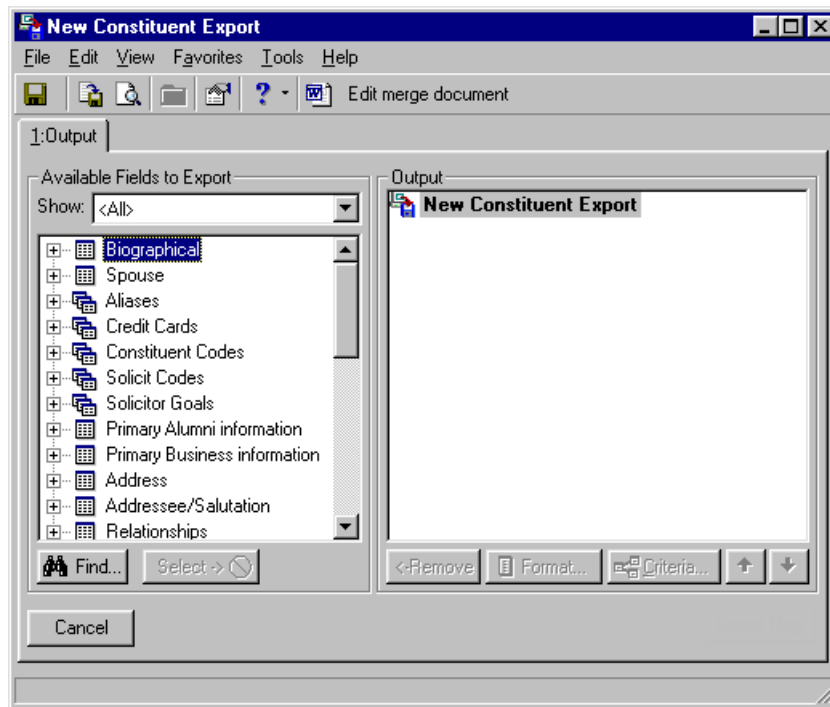 New Constituent Export
File Edit View Favorites Tools Help
? Edit merge document
1:Output
Available Fields to Export
Show: <All>
Biographical
Spouse
Aliases
Credit Cards
Constituent Codes
Solicit Codes
Solicitor Goals
Primary Alumni information
Primary Business information
Address
Addressee/Salutation
Relationships
Find... Select ->
Output
New Constituent Export
<-Remove Format... Criteria...
Cancel